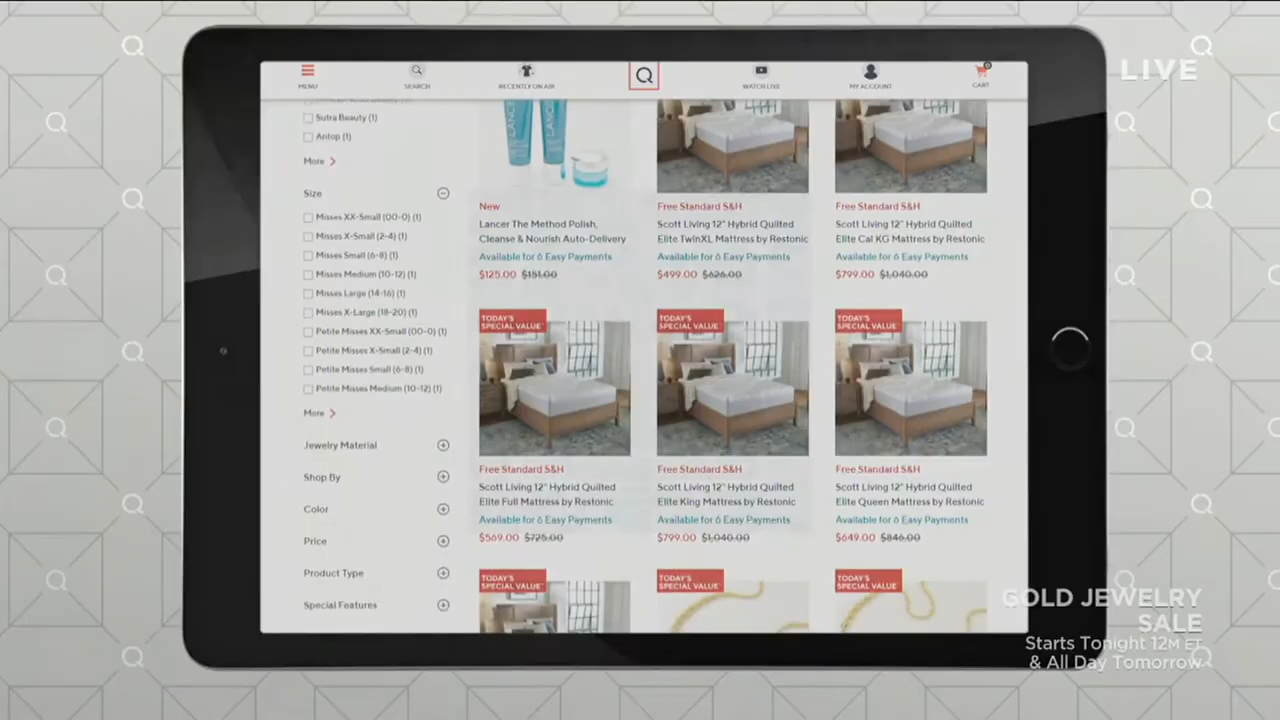 LIVE
MENU
SEARCH
RECENTLY ON AIR
Q
WATCH LIVE
MY ACCOUNT
CART
Sutra Beauty (1)
Antop (1)
More
Size
Misses XX-Small (00-0) (1)
Misses X-Small (2-4) (1)
Misses Small (6-8) (1)
Misses Medium (10-12) (1)
Misses Large (14-16) (1)
Misses X-Large (18-20) (1)
Petite Misses XX-Small (00-0) (1)
Petite Misses X-Small (2-4) (1)
Petite Misses Small (6-8) (1)
Petite Misses Medium (10-12) (1)
More
Jewelry Material
Shop By
Color
Price
Product Type
Special Features
LANCER
New
Lancer The Method Polish,
Cleanse & Nourish Auto-Delivery
Available for 6 Easy Payments
$125.00 $151.00
Free Standard S&H
Scott Living 12" Hybrid Quilted
Elite TwinXL Mattress by Restonic
Available for 6 Easy Payments
$499.00 $626.00
Free Standard S&H
Scott Living 12" Hybrid Quilted
Elite Cal KG Mattress by Restonic
Available for 6 Easy Payments
$799.00 $1,040.00
TODAY'S
SPECIAL VALUE
Free Standard S&H
Scott Living 12" Hybrid Quilted
Elite Full Mattress by Restonic
Available for 6 Easy Payments
$569.00 $725.00
TODAY'S
SPECIAL VALUE
Free Standard S&H
Scott Living 12" Hybrid Quilted
Elite King Mattress by Restonic
Available for 6 Easy Payments
$799.00 $1,040.00
TODAY'S
SPECIAL VALUE
Free Standard S&H
Scott Living 12" Hybrid Quilted
Elite Queen Mattress by Restonic
Available for 6 Easy Payments
$649.00 $846.00
TODAY'S
SPECIAL VALUE
TODAY'S
SPECIAL VALUE
TODAY'S
SPECIAL VALUE
GOLD JEWELRY
SALE
Starts Tonight 12M ET
& All Day Tomorrow